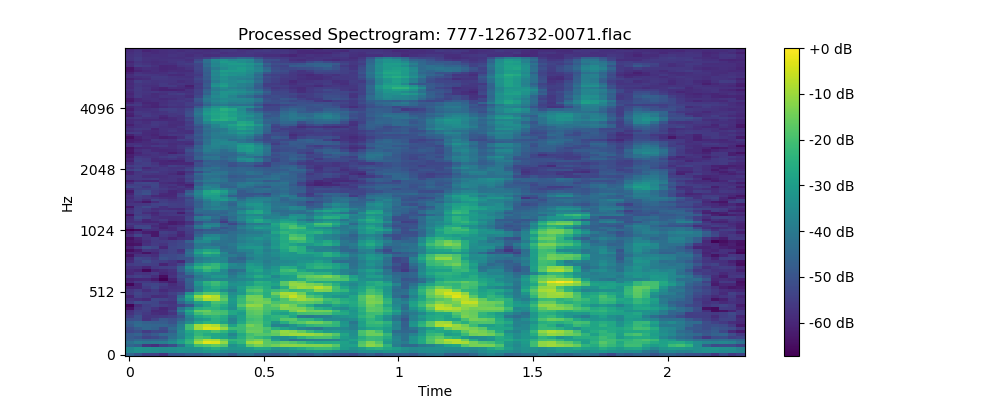 Processed Spectrogram: 777-126732-0071.flac
Hz
4096
2048
1024
512
0
0
0.5
1
1.5
2
Time
+0 dB
-10 dB
-20 dB
-30 dB
-40 dB
-50 dB
-60 dB